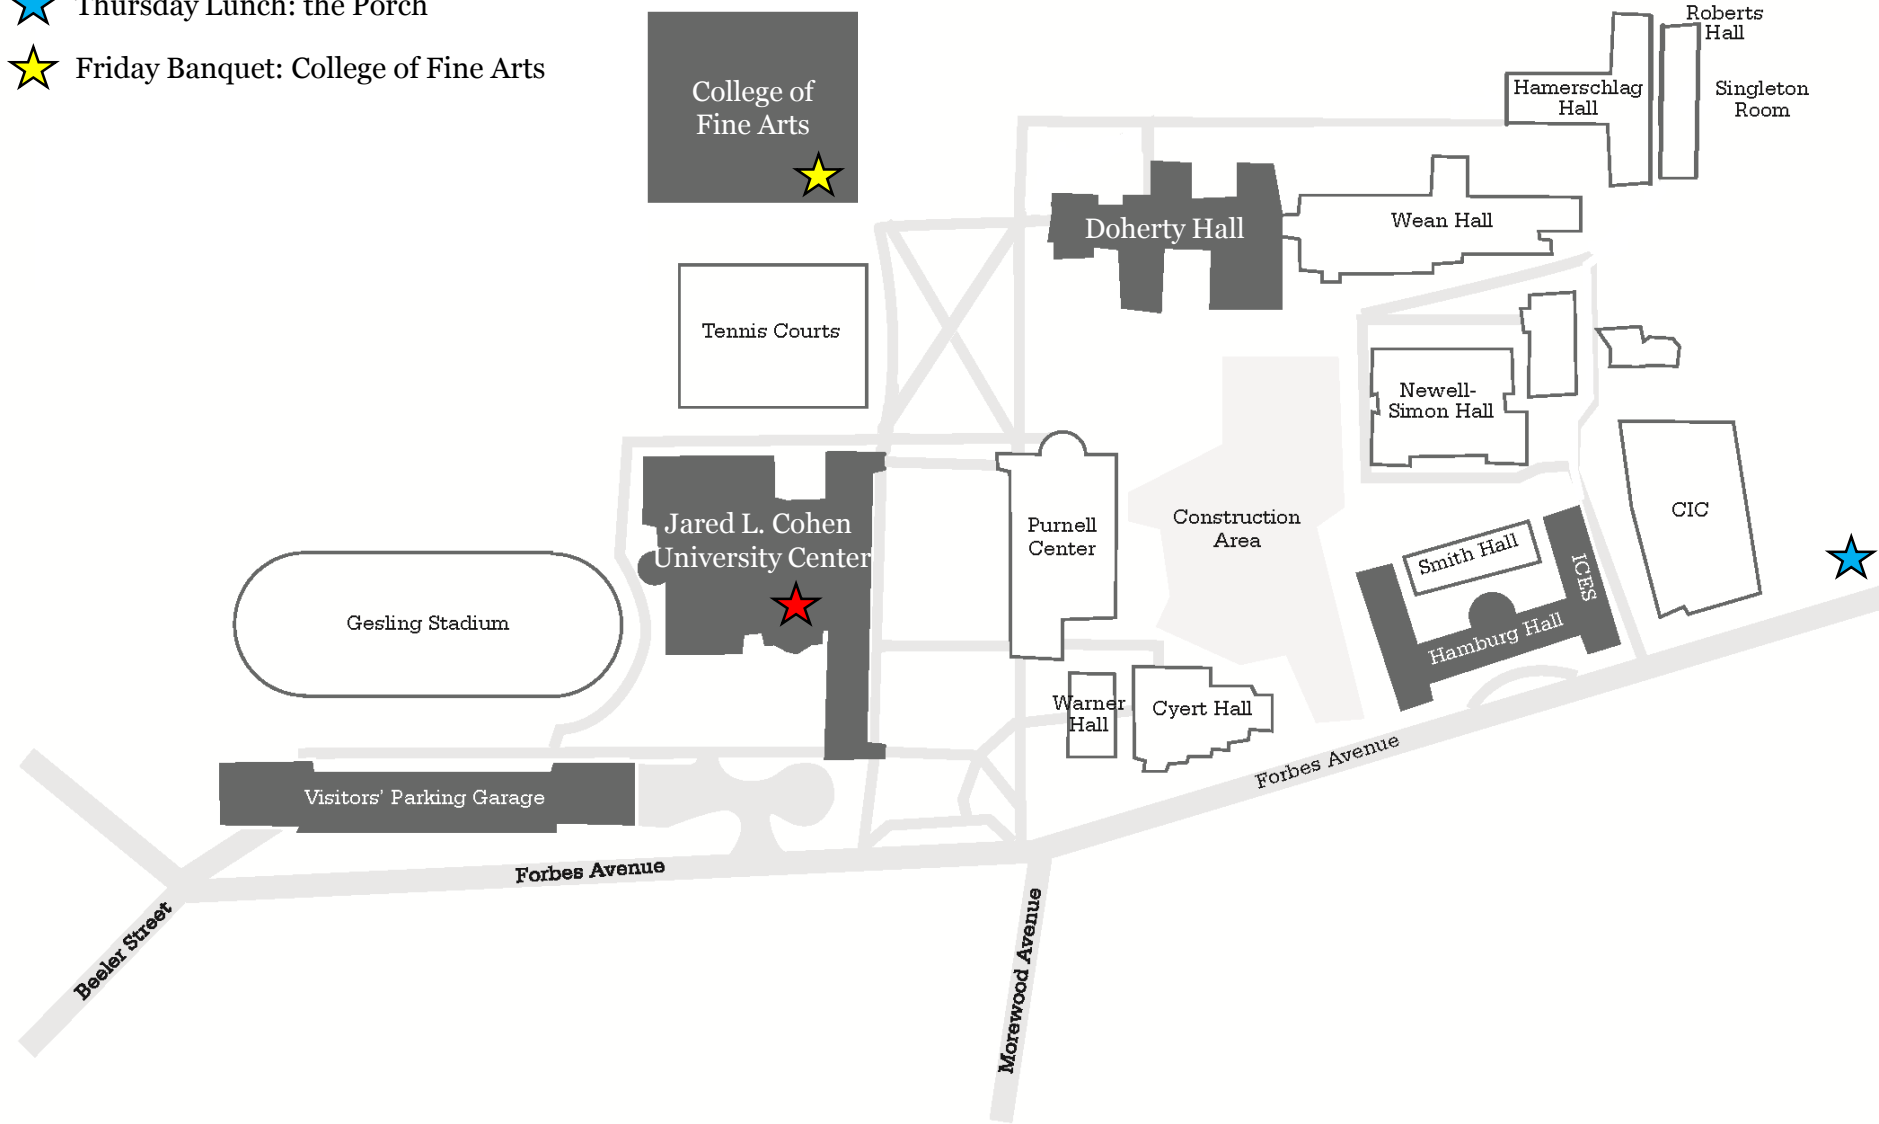 Thursday Lunch: the Porch
Friday Banquet: College of Fine Arts
College of
Fine Arts
Roberts
Hall
Hamerschlag
Hall
Singleton
Room
Doherty Hall
Wean Hall
Tennis Courts
Newell-
Simon Hall
Jared L. Cohen
University Center
Purnell
Center
Construction
Area
CIC
Smith Hall
ICES
Hamburg Hall
Gesling Stadium
Warner
Hall
Cyert Hall
Forbes Avenue
Visitors' Parking Garage
Forbes Avenue
Beeler Street
Morewood Avenue